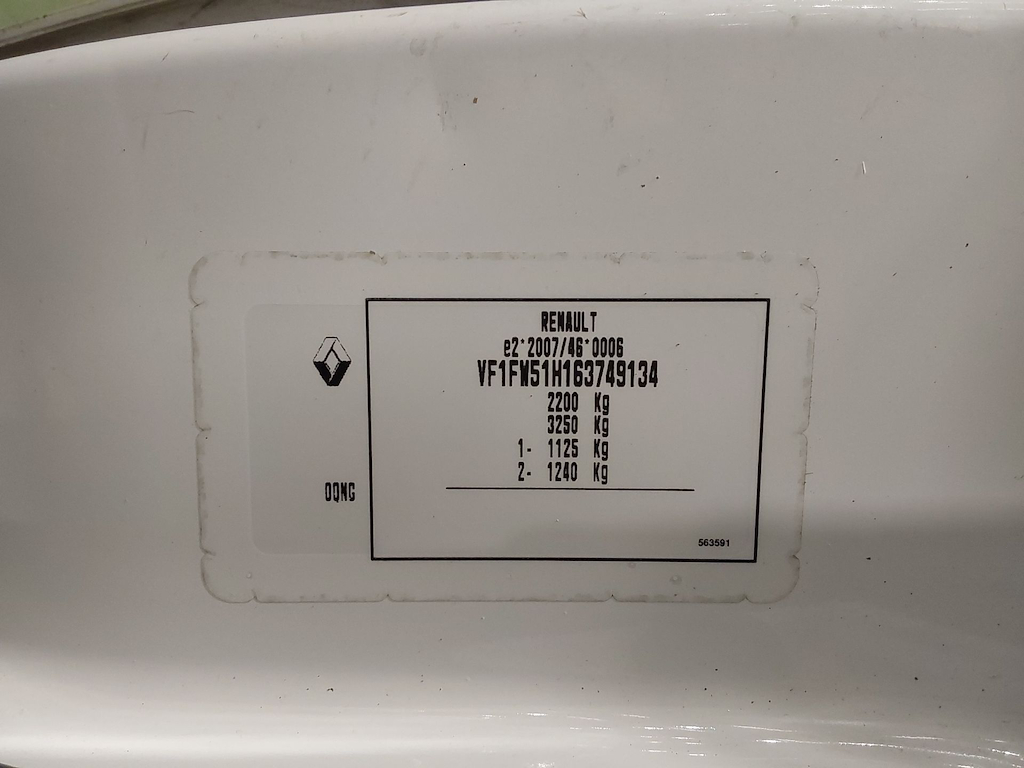 RENAULT
e2*2007/46*0006
VF1FW51H163749134
2200 Kg
3250 Kg
1- 1125 Kg
2- 1240 Kg
OQNG
563591